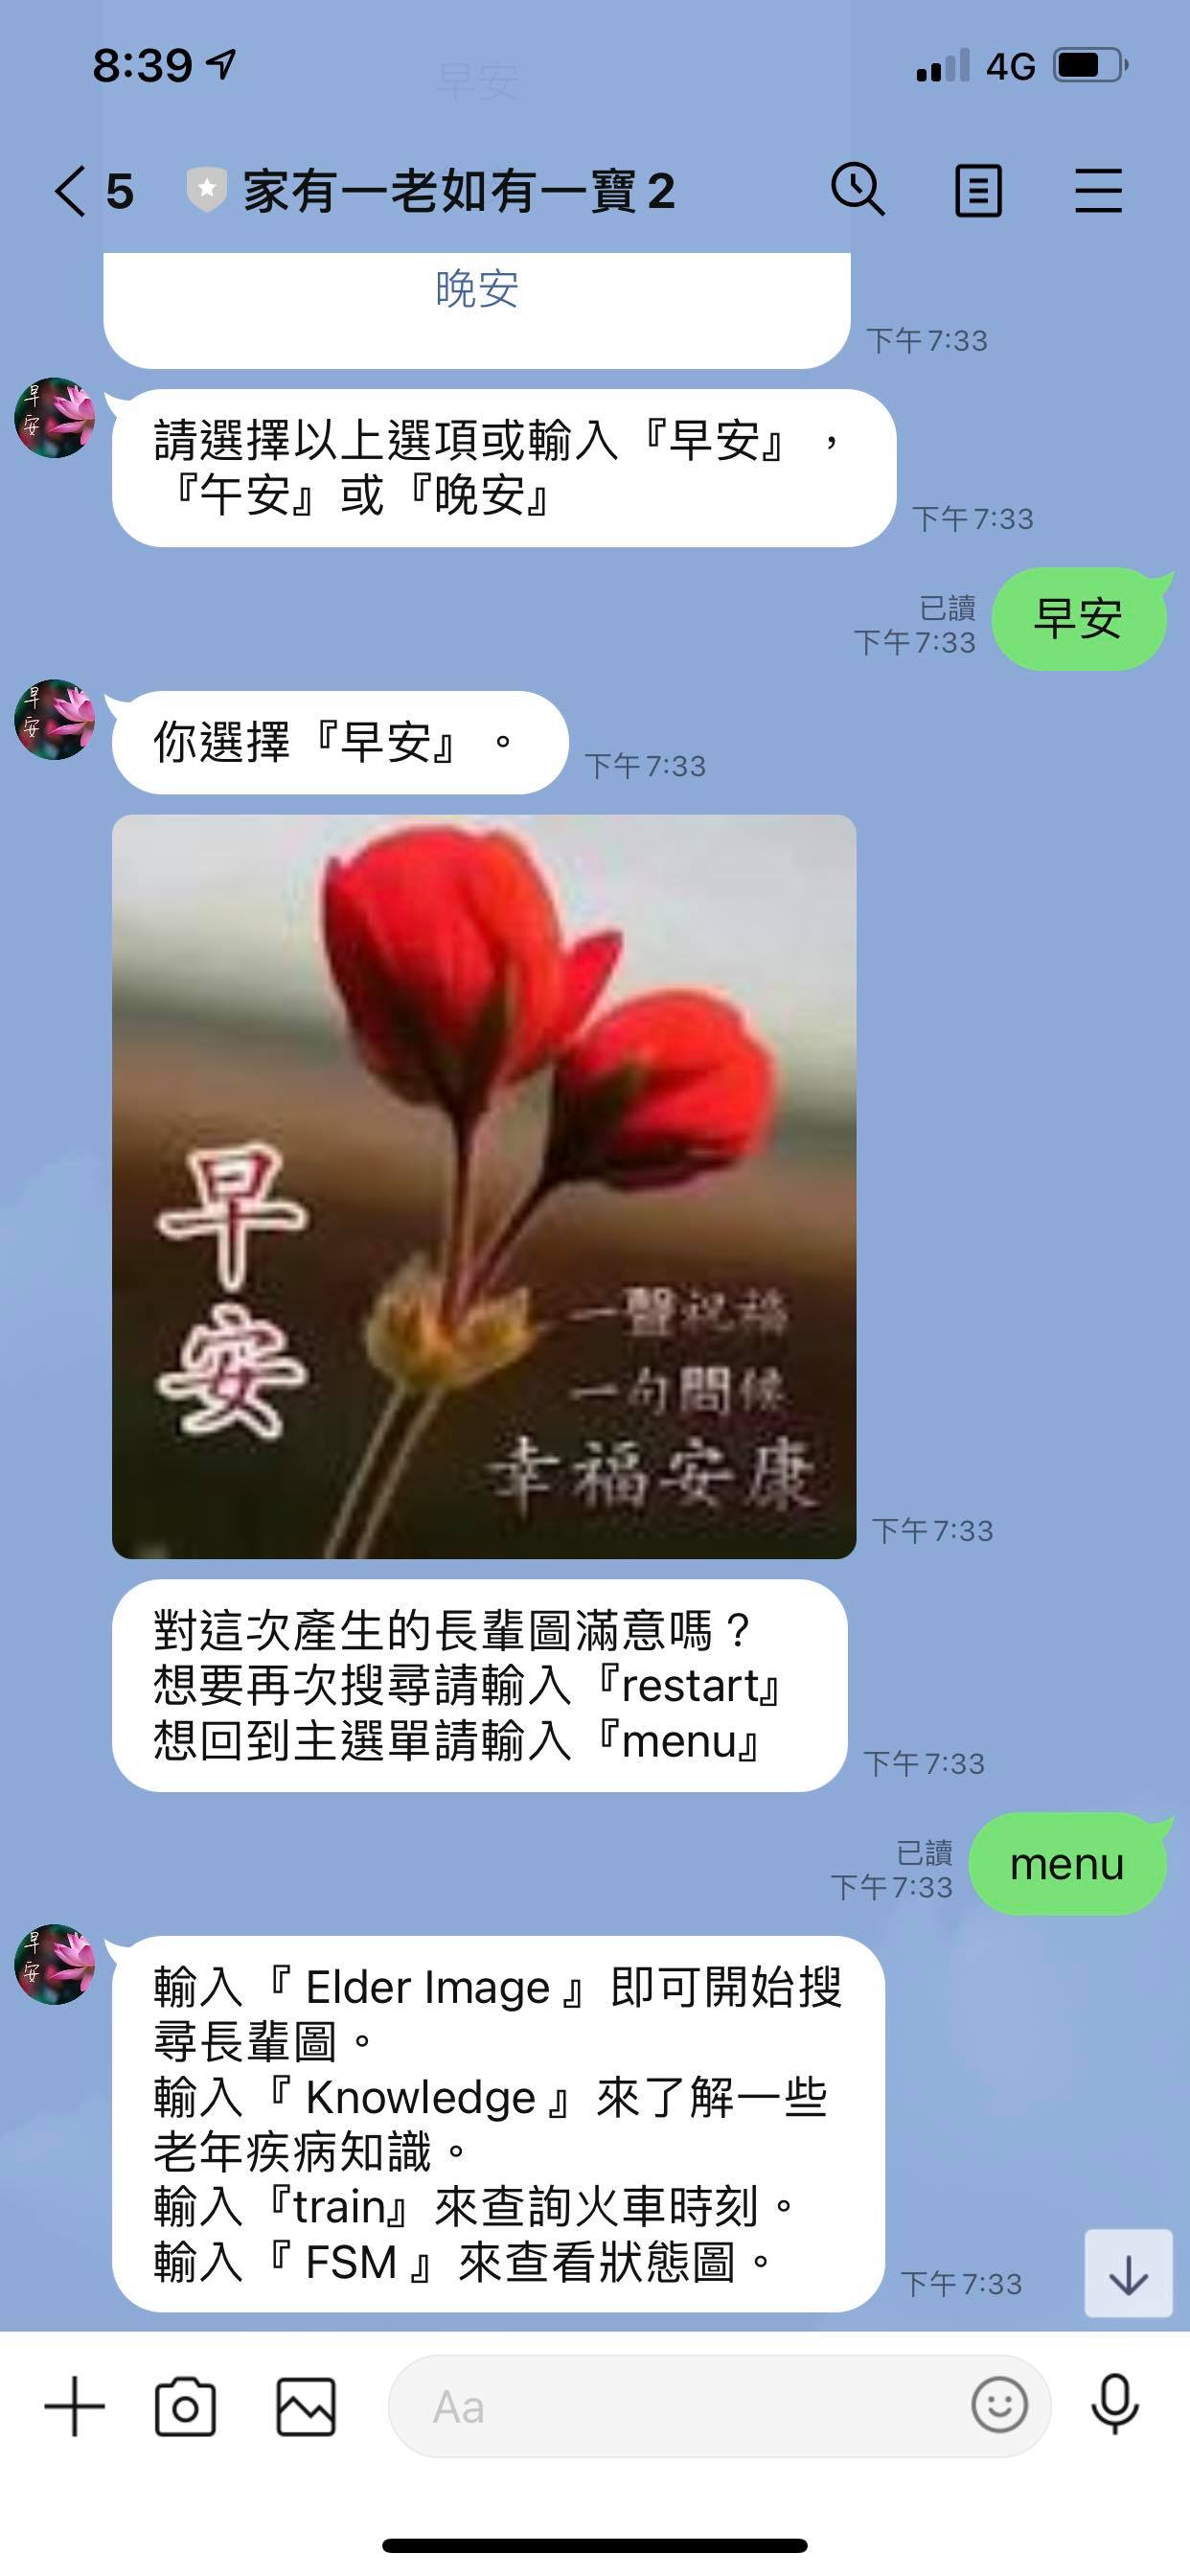 8:39
4G
早安
5
家有一老如有一寶2
晚安
下午7:33
早安
請選擇以上選項或輸入『早安』，
『午安』或『晚安』
下午7:33
已讀
下午7:33
早安
早安
你選擇『早安』。
下午7:33
早
安
一聲祝福
一句問候
幸福安康
下午7:33
對這次產生的長輩圖滿意嗎？
想要再次搜尋請輸入『restart』
想回到主選單請輸入『menu』
下午7:33
已讀
下午7:33
menu
早安
輸入『 Elder Image 』即可開始搜
尋長輩圖。
輸入『 Knowledge 』來了解一些
老年疾病知識。
輸入『train』來查詢火車時刻。
輸入『 FSM 』來查看狀態圖。
下午7:33
Aa